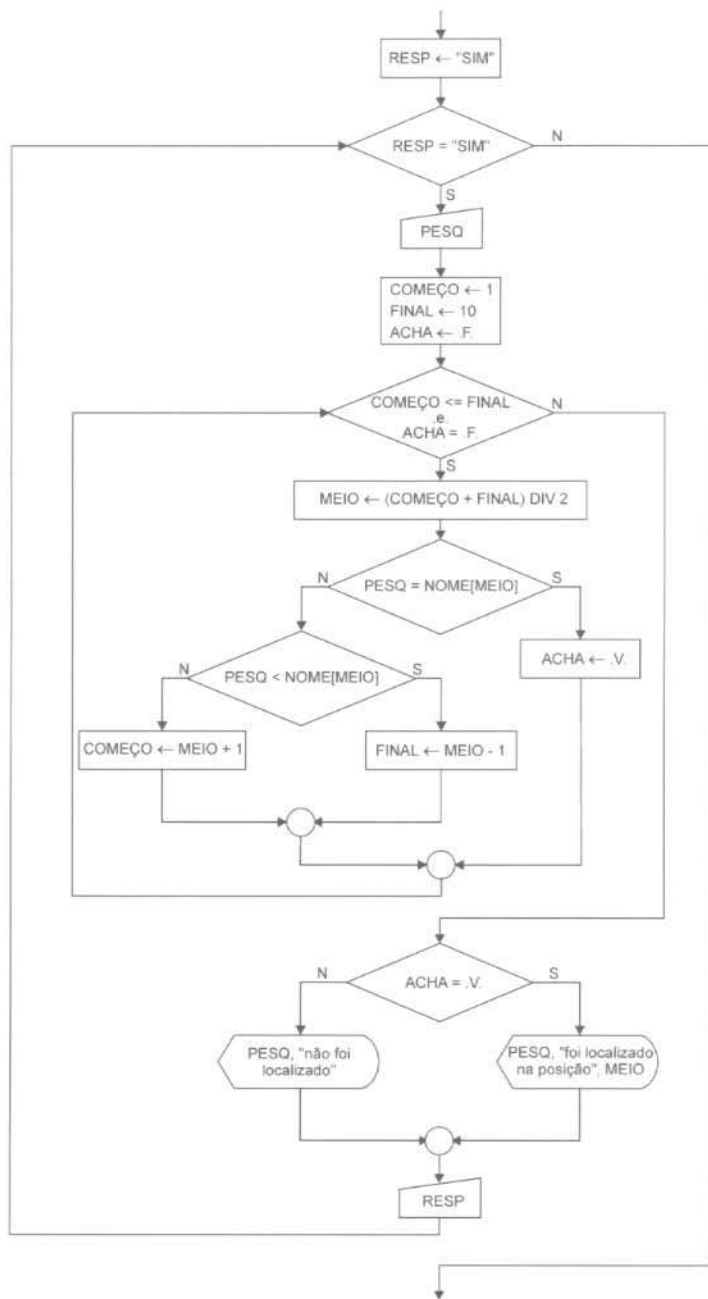 RESP ← "SIM"
RESP = "SIM"
N
S
PESQ
COMEÇO ← 1
FINAL ← 10
ACHA ← .F.
COMEÇO <= FINAL
.e.
ACHA = .F.
N
S
MEIO ← (COMEÇO + FINAL) DIV 2
N
PESQ = NOME[MEIO]
S
N
PESQ < NOME[MEIO]
S
ACHA ← .V.
COMEÇO ← MEIO + 1
FINAL ← MEIO - 1
N
ACHA = .V.
S
PESQ, "não foi
localizado"
PESQ, "foi localizado
na posição", MEIO
RESP